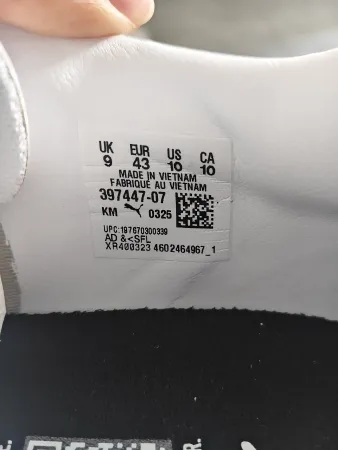 UK EUR US CA
9 43 10 10
MADE IN VIETNAM
FABRIQUÉ AU VIETNAM
397447-07
KM 0325
UPC:197670300339
AD &<SFL
XR400323 4602464967_1